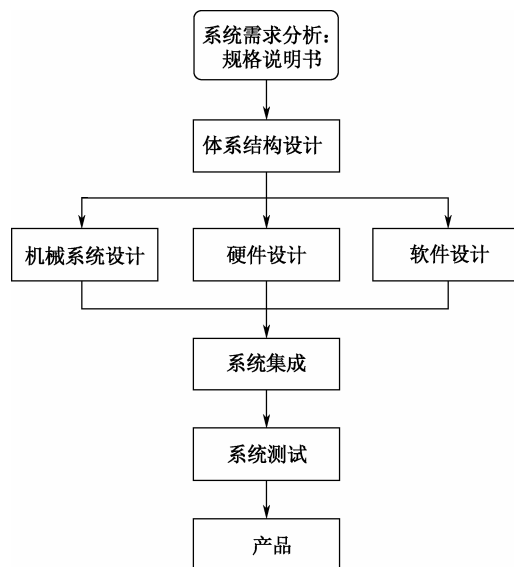 系统需求分析：
规格说明书
体系结构设计
机械系统设计
硬件设计
软件设计
系统集成
系统测试
产品